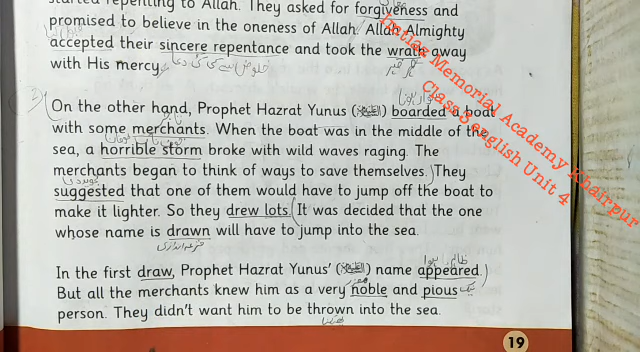 started repenting to Allah. They asked for forgiveness and
promised to believe in the oneness of Allah. Allah Almighty
accepted their sincere repentance and took the wrath away
with His mercy.
On the other hand, Prophet Hazrat Yunus () boarded a boat
with some merchants. When the boat was in the middle of the
sea, a horrible storm broke with wild waves raging. The
merchants began to think of ways to save themselves. They
suggested that one of them would have to jump off the boat to
make it lighter. So they drew lots. It was decided that the one
whose name is drawn will have to jump into the sea.
In the first draw, Prophet Hazrat Yunus' () name appeared.
But all the merchants knew him as a very noble and pious
person. They didn't want him to be thrown into the sea.
19
Imtiaz Memorial Academy Khairpur
Class 3 English Unit 4